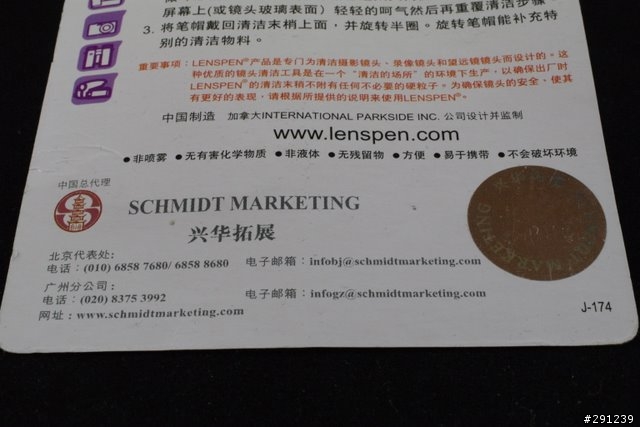 屏幕上(或镜头玻璃表面）轻轻的呵气然后再重覆清洁步骤。
3. 将笔帽戴回清洁末梢上面，并旋转半圈。旋转笔帽能补充特
别的清洁物料。
重要事项：LENSPEN®产品是专门为清洁摄影镜头、录像镜头和望远镜镜头而设计的。这
种优质的镜头清洁工具是在一个“清洁的场所”的环境下生产，以确保出厂时
LENSPEN®的清洁末稍不附有任何不必要的硬粒子。为确保镜头的安全，使其
有更好的表现，请根据所提供的说明来使用LENSPEN®。
中国制造 加拿大INTERNATIONAL PARKSIDE INC. 公司设计并监制
www.lenspen.com
●非喷雾 ●无有害化学物质 ●非液体 ●无残留物 ●方便 ●易于携带 ●不会破坏环境
中国总代理
SCHMIDT MARKETING
兴华拓展
北京代表处:
电话：(010) 6858 7680/ 6858 8680 电子邮箱：infobj@schmidtmarketing.com
广州分公司：
电话：(020) 8375 3992 电子邮箱：infogz@schmidtmarketing.com
网址：www.schmidtmarketing.com
MARKETING
J-174
#291239